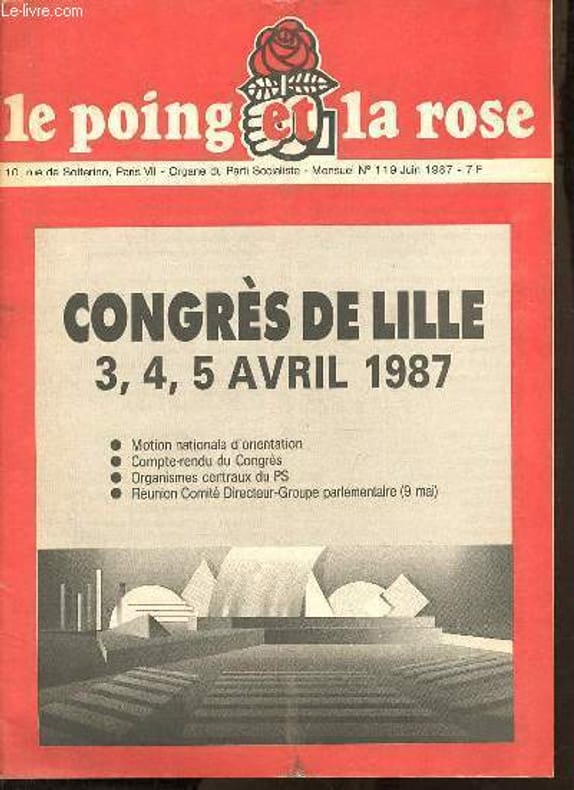 Le-livre.com
le poing et la rose
10, rue de Solférino, Paris VII - Organe du Parti Socialiste - Mensuel N° 119 Juin 1987 - 7 F
CONGRÈS DE LILLE
3, 4, 5 AVRIL 1987
● Motion nationale d'orientation
● Compte-rendu du Congrès
● Organismes centraux du PS
● Réunion Comité Directeur-Groupe parlementaire (9 mai)